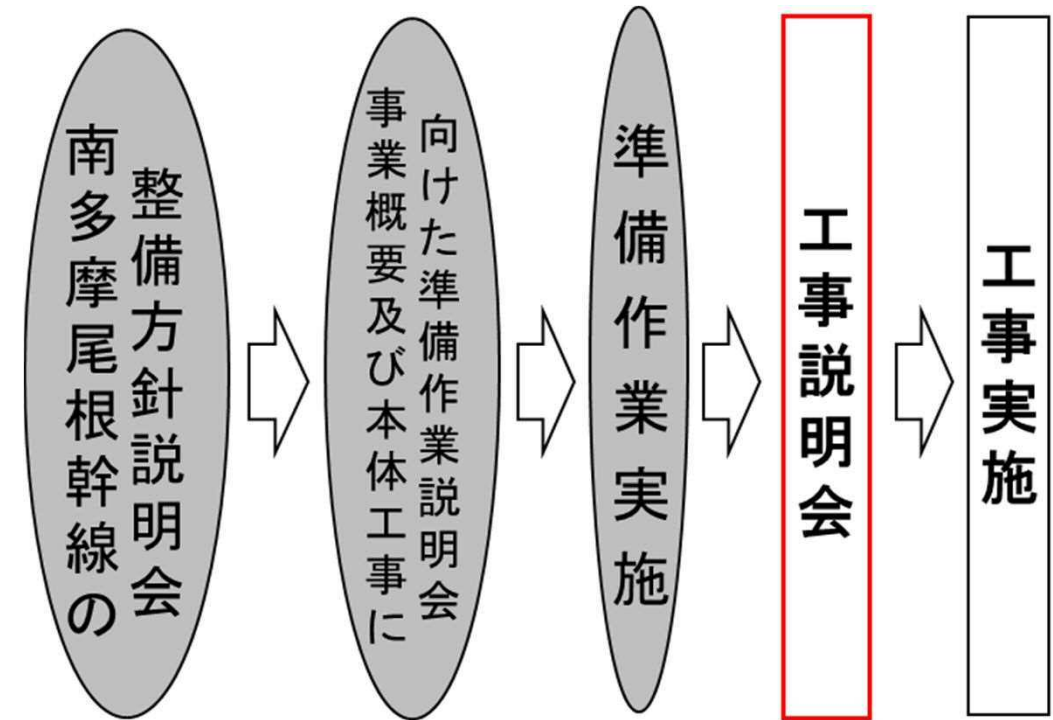 南多摩尾根幹線の
整備方針説明会
事業概要及び本体工事に
向けた準備作業説明会
準備作業実施
工事説明会
工事実施